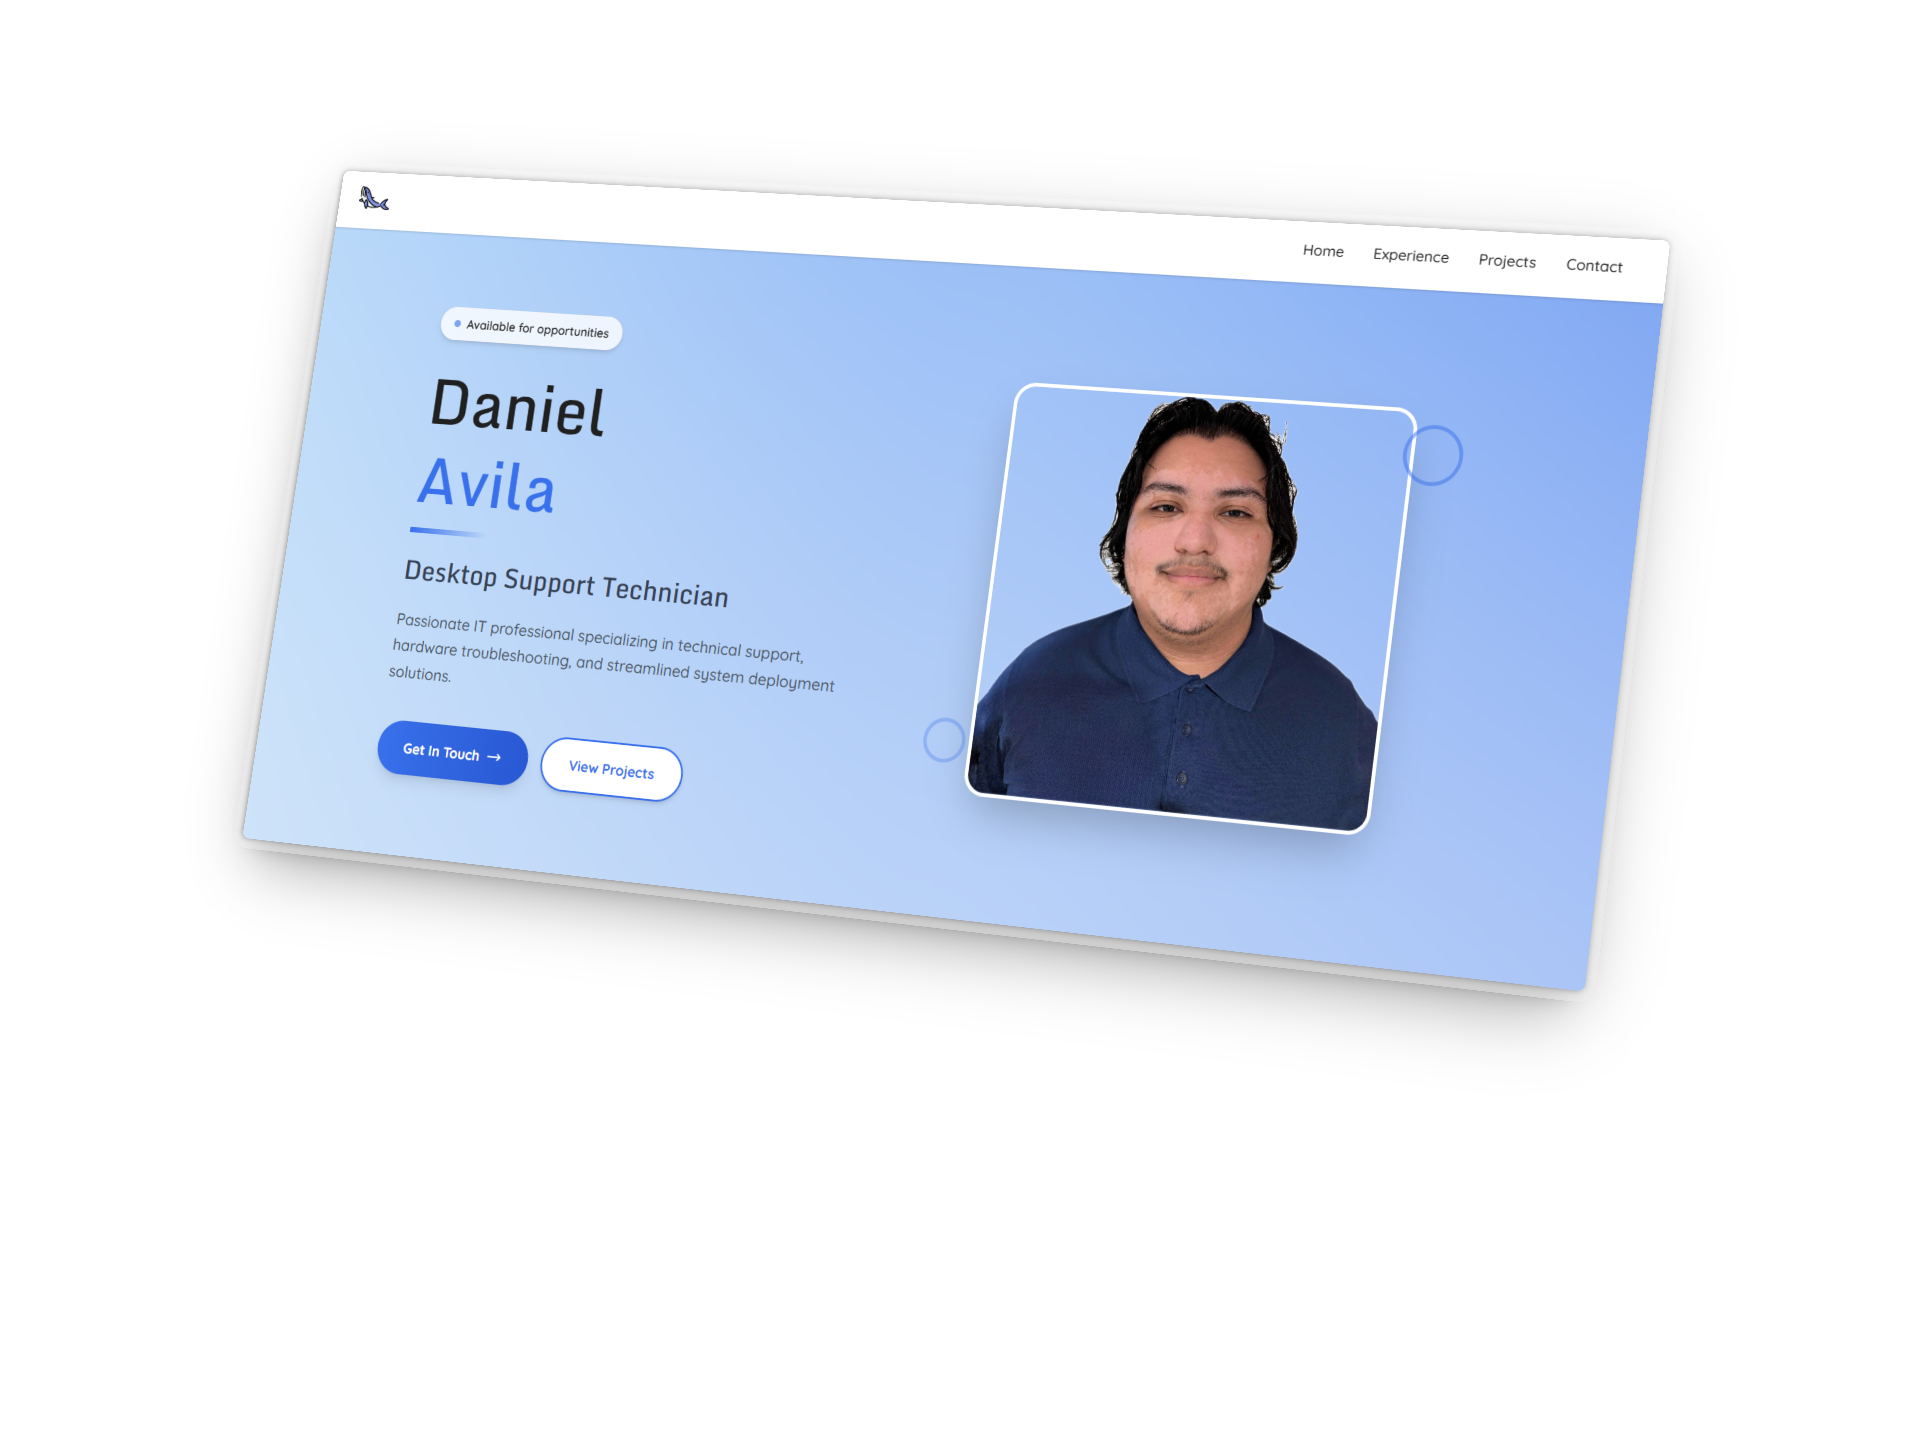 Home Experience Projects Contact
Available for opportunities
Daniel
Avila
Desktop Support Technician
Passionate IT professional specializing in technical support,
hardware troubleshooting, and streamlined system deployment
solutions.
Get In Touch →
View Projects